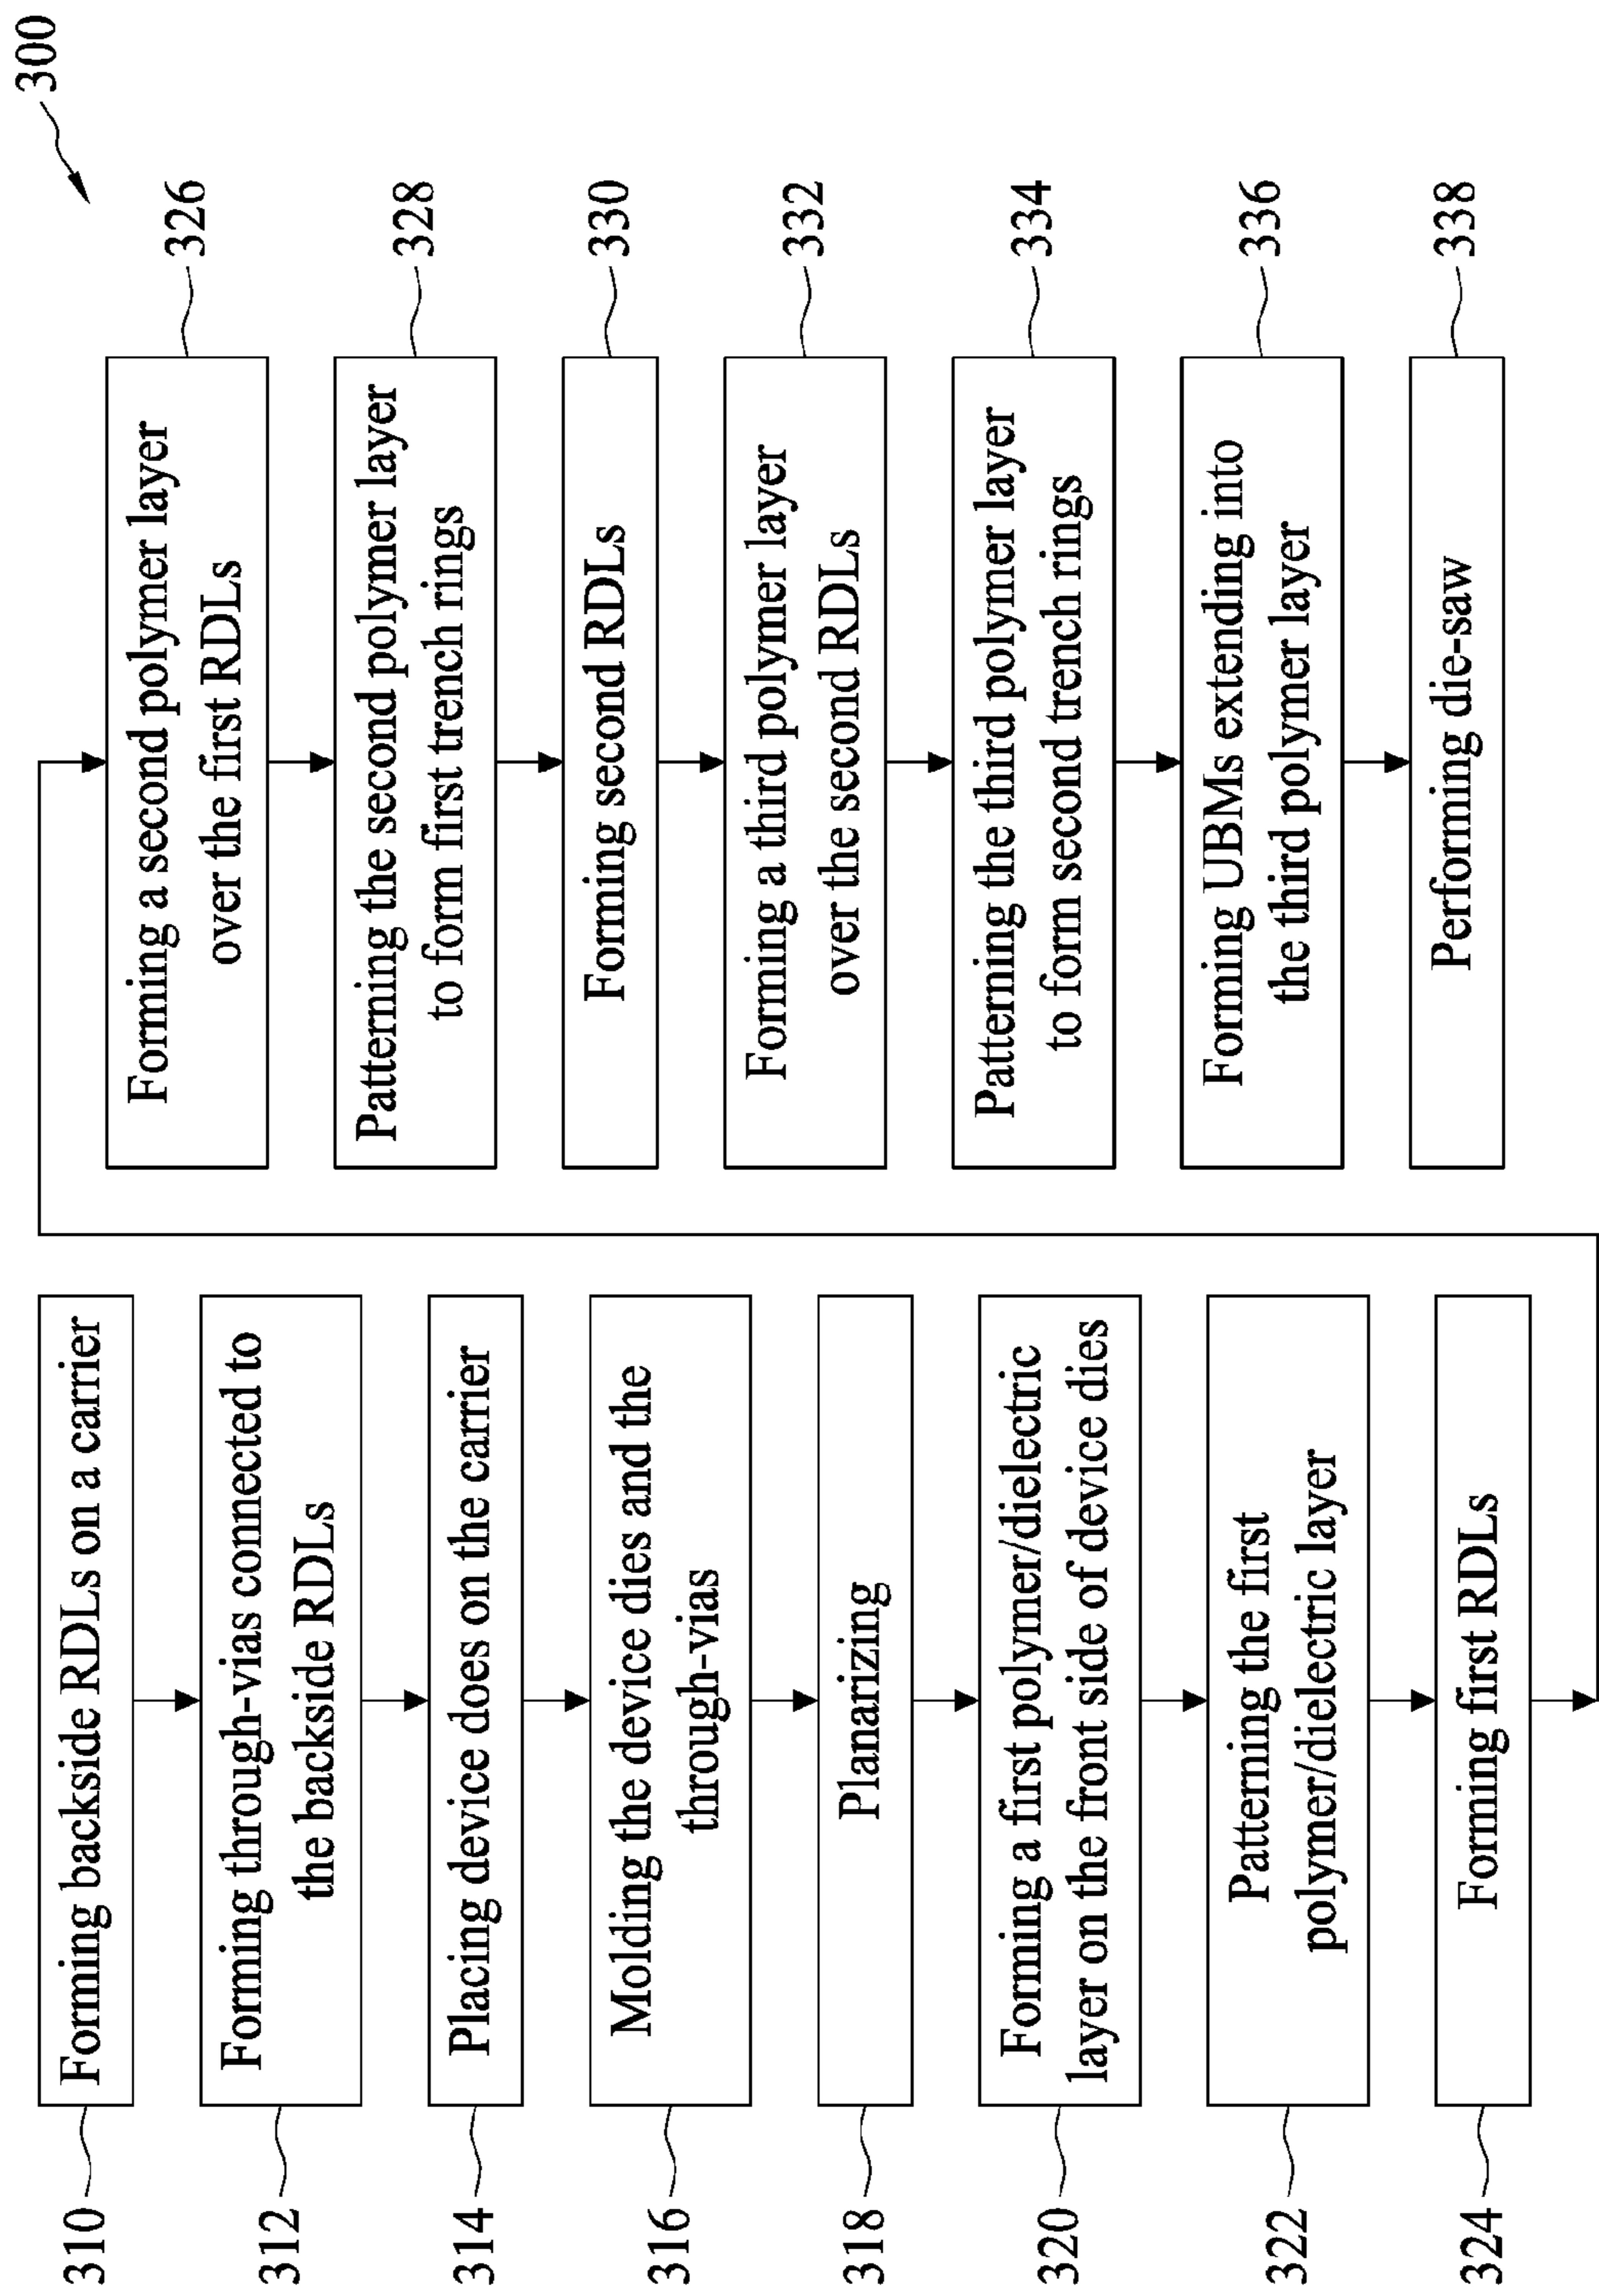 300
310
Forming backside RDLs on a carrier
312
Forming through-vias connected to
the backside RDLs
314
Placing device does on the carrier
316
Molding the device dies and the
through-vias
318
Planarizing
320
Forming a first polymer/dielectric
layer on the front side of device dies
322
Patterning the first
polymer/dielectric layer
324
Forming first RDLs
326
Forming a second polymer layer
over the first RDLs
328
Patterning the second polymer layer
to form first trench rings
330
Forming second RDLs
332
Forming a third polymer layer
over the second RDLs
334
Patterning the third polymer layer
to form second trench rings
336
Forming UBMs extending into
the third polymer layer
338
Performing die-saw